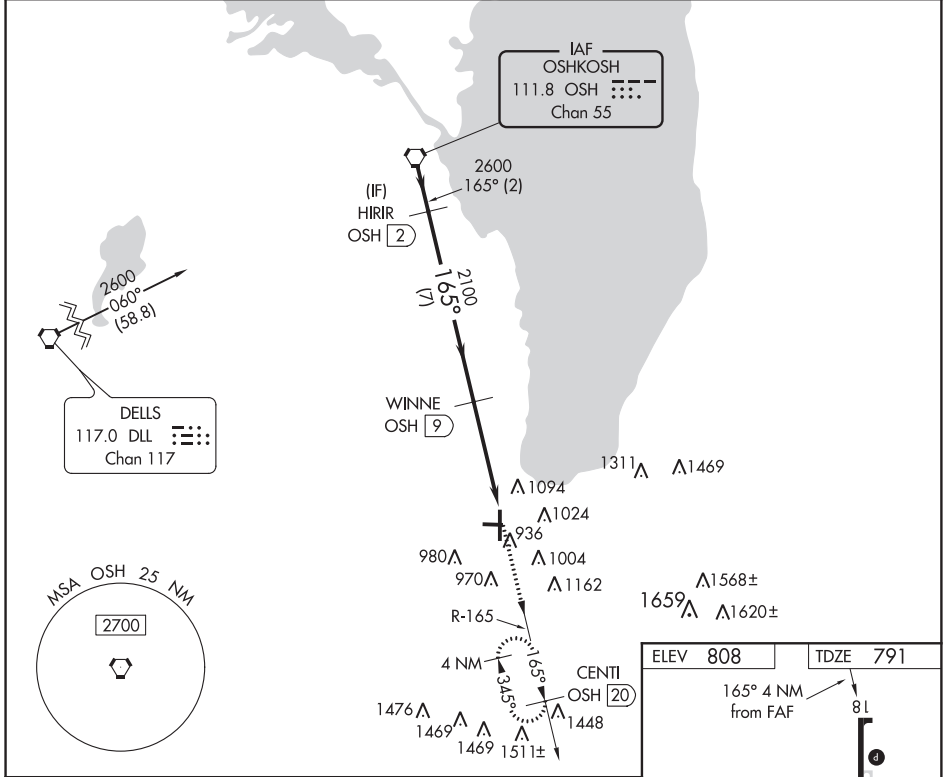 IAF
OSHKOSH
111.8 OSH
Chan 55
2600
165° (2)
(IF)
HIRIR
OSH 2
2100
165°
(7)
2600
060°
(58.8)
DELLS
117.0 DLL
Chan 117
WINNE
OSH 9
1311
1469
1094
1024
936
980
1004
970
1162
1568±
1659
1620±
MSA OSH 25 NM
2700
R-165
4 NM
165°
345°
CENTI
OSH 20
1476
1469
1469
1511±
1448
ELEV 808
TDZE 791
165° 4 NM
from FAF
18
P